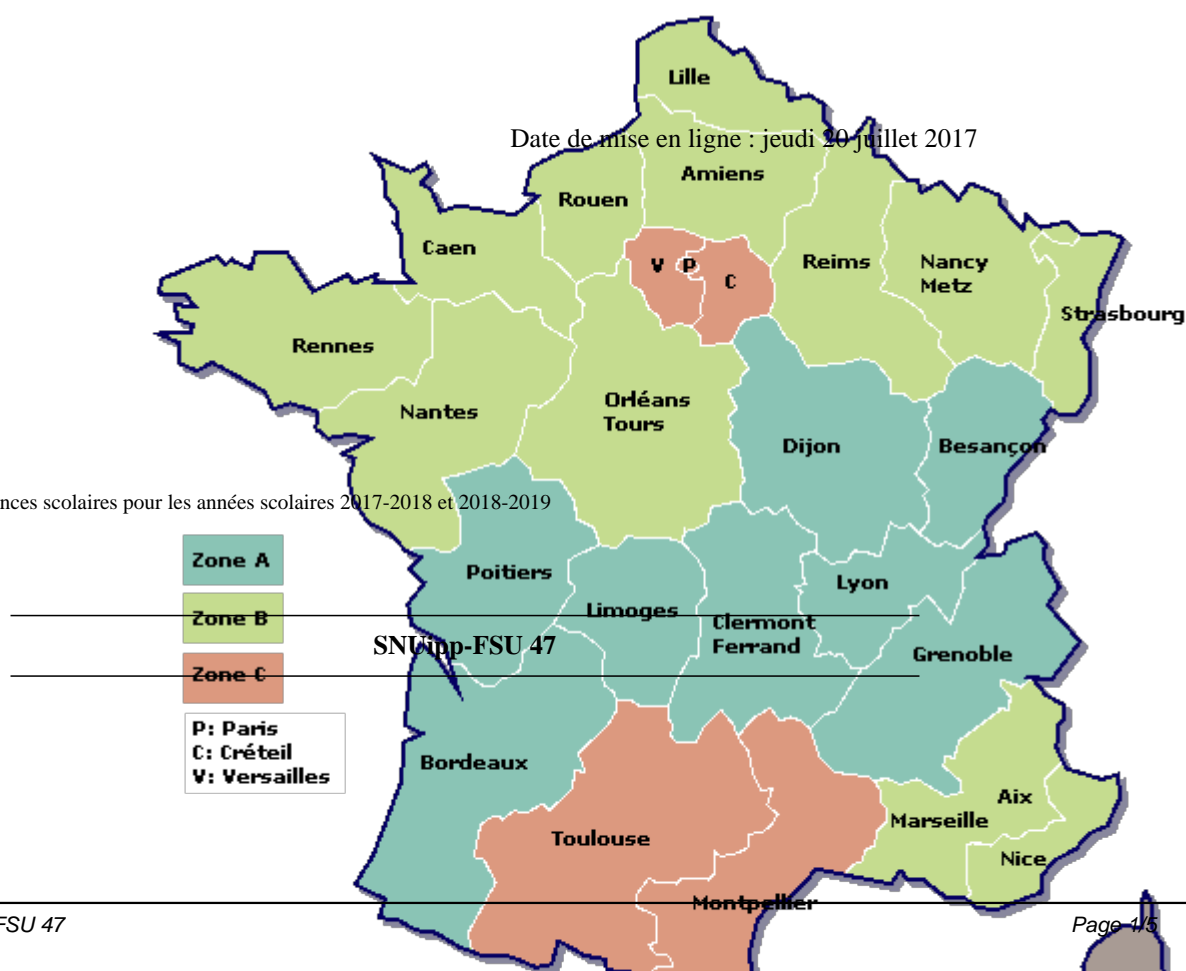 Lille
Date de mise en ligne : jeudi 20 juillet 2017
Amiens
Rouen
Caen
V
P
C
Reims
Nancy
Metz
Strasbourg
Rennes
Nantes
Orléans
Tours
Dijon
Besançon
nces scolaires pour les années scolaires 2017-2018 et 2018-2019
Zone A
Poitiers
Lyon
Limoges
Zone B
Clermont
Ferrand
SNUipp-FSU 47
Grenoble
Zone C
P: Paris
C: Créteil
V: Versailles
Bordeaux
Aix
Marseille
Toulouse
Nice
Montpellier
FSU 47
Page 1/5